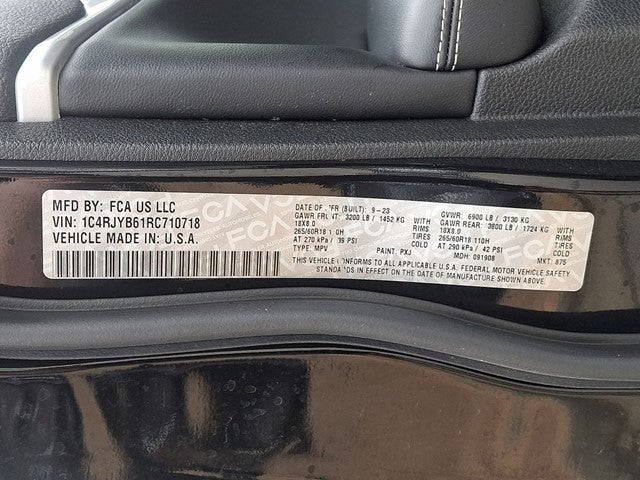 MFD BY: FCA US LLC
VIN: 1C4RJYB61RC710718
VEHICLE MADE IN: U.S.A.
DATE OF MFR (BUILT): 9-23 GVWR: 6900 LB / 3130 KG
GAWR FRONT: 3200 LB / 1452 KG WITH GAWR REAR: 3800 LB / 1724 KG WITH
18X8.0 RIMS 18X8.0 RIMS
265/60R18 110H TIRES 265/60R18 110H TIRES
AT 270 kPa / 39 PSI COLD AT 290 kPa / 42 PSI COLD
TYPE: MPV PAINT: PXJ MDH: 091908 MKT: 875
THIS VEHICLE CONFORMS TO ALL APPLICABLE U.S.A. FEDERAL MOTOR VEHICLE SAFETY
STANDARDS IN EFFECT ON THE DATE OF MANUFACTURE SHOWN ABOVE.